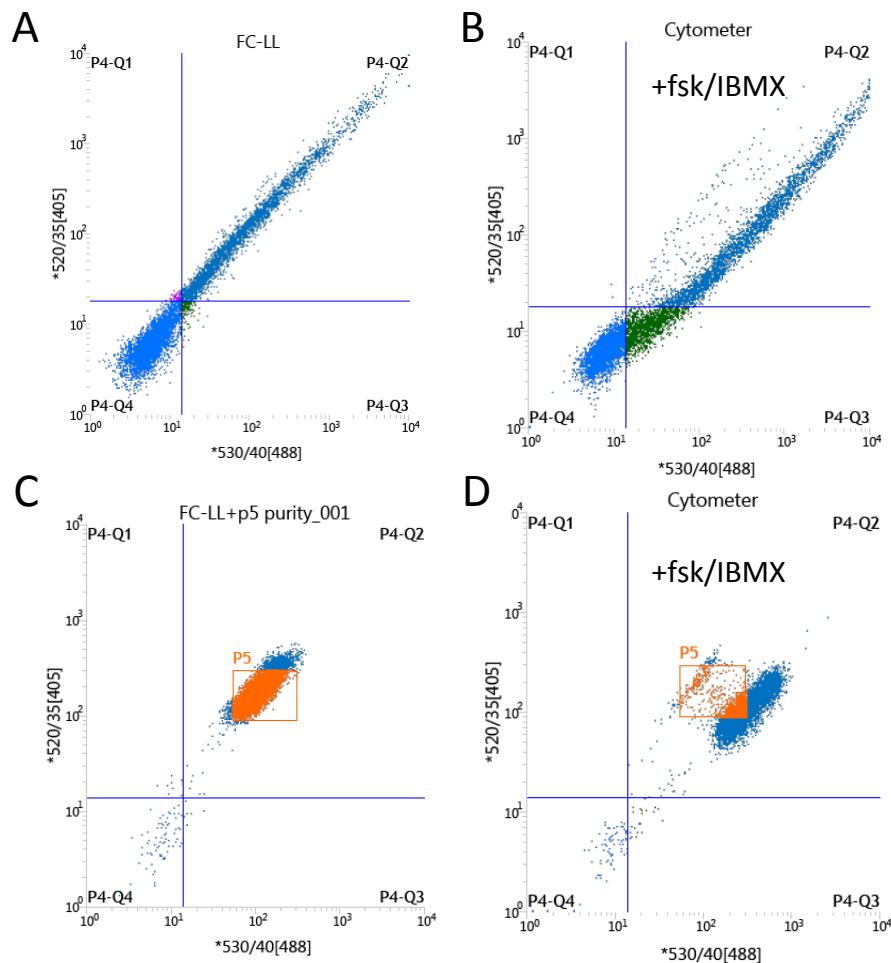 A
FC-LL
10^4
P4-Q1
P4-Q2
10^3
*520/35[405]
10^2
10^1
10^0
P4-Q4
P4-Q3
10^0
10^1
10^2
10^3
10^4
*530/40[488]
B
Cytometer
10^4
P4-Q1
P4-Q2
+fsk/IBMX
10^3
*520/35[405]
10^2
10^1
10^0
P4-Q4
P4-Q3
10^0
10^1
10^2
10^3
10^4
*530/40[488]
C
FC-LL+p5 purity_001
10^4
P4-Q1
P4-Q2
10^3
P5
*520/35[405]
10^2
10^1
10^0
P4-Q4
P4-Q3
10^0
10^1
10^2
10^3
10^4
*530/40[488]
D
Cytometer
0^4
P4-Q1
P4-Q2
+fsk/IBMX
10^3
P5
*520/35[405]
10^2
10^1
10^0
P4-Q4
P4-Q3
10^0
10^1
10^2
10^3
10^4
*530/40[488]